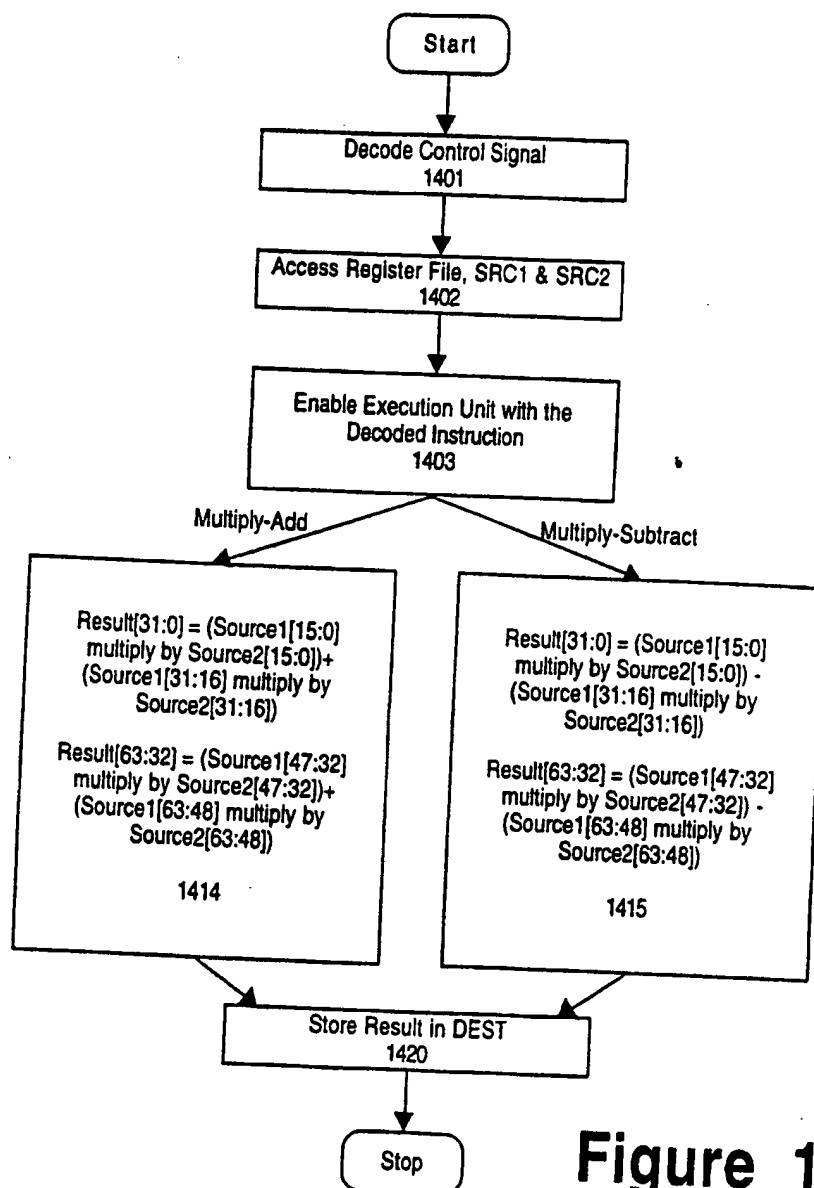 Start
Decode Control Signal
1401
Access Register File, SRC1 & SRC2
1402
Enable Execution Unit with the
Decoded Instruction
1403
Multiply-Add
Multiply-Subtract
Result[31:0] = (Source1[15:0]
multiply by Source2[15:0])+
(Source1[31:16] multiply by
Source2[31:16])
Result[63:32] = (Source1[47:32]
multiply by Source2[47:32])+
(Source1[63:48] multiply by
Source2[63:48])
1414
Result[31:0] = (Source1[15:0]
multiply by Source2[15:0]) -
(Source1[31:16] multiply by
Source2[31:16])
Result[63:32] = (Source1[47:32]
multiply by Source2[47:32]) -
(Source1[63:48] multiply by
Source2[63:48])
1415
Store Result in DEST
1420
Stop
Figure 1